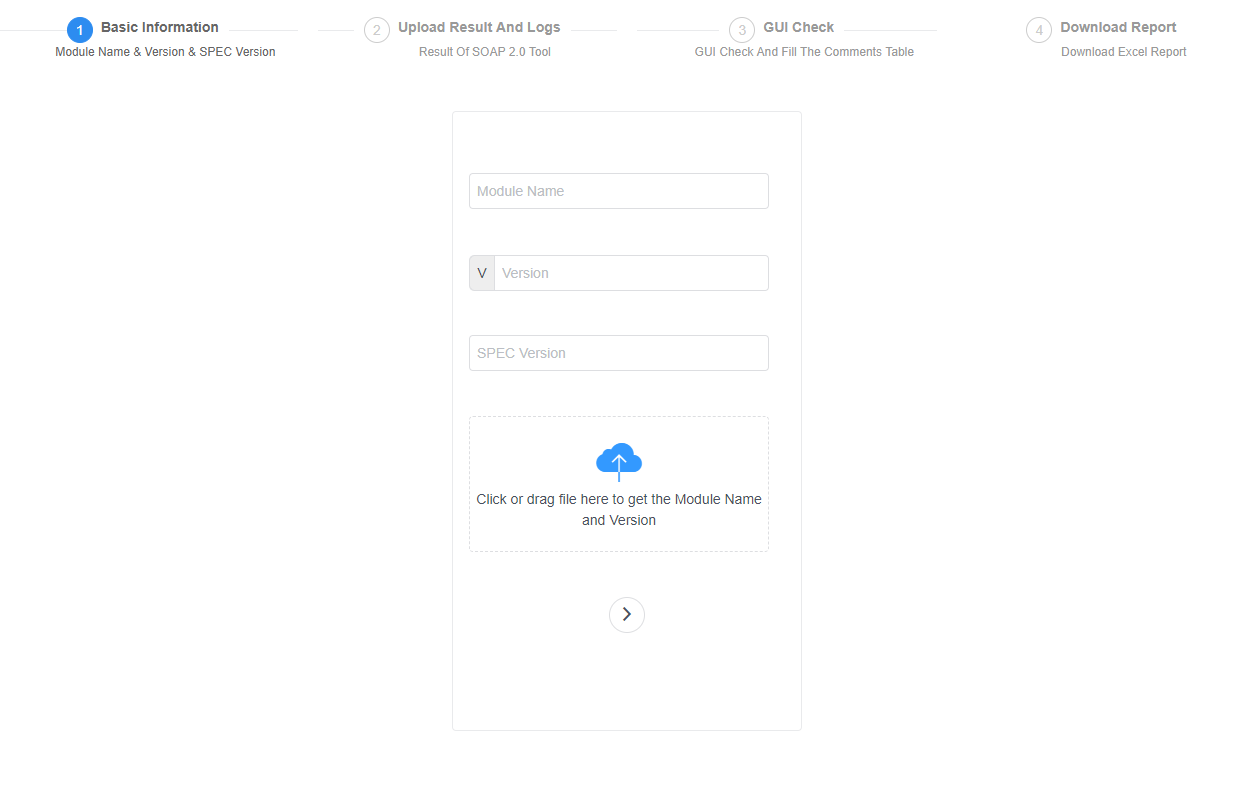 1 Basic Information
Module Name & Version & SPEC Version
2 Upload Result And Logs
Result Of SOAP 2.0 Tool
3 GUI Check
GUI Check And Fill The Comments Table
4 Download Report
Download Excel Report
Module Name
V Version
SPEC Version
Click or drag file here to get the Module Name
and Version